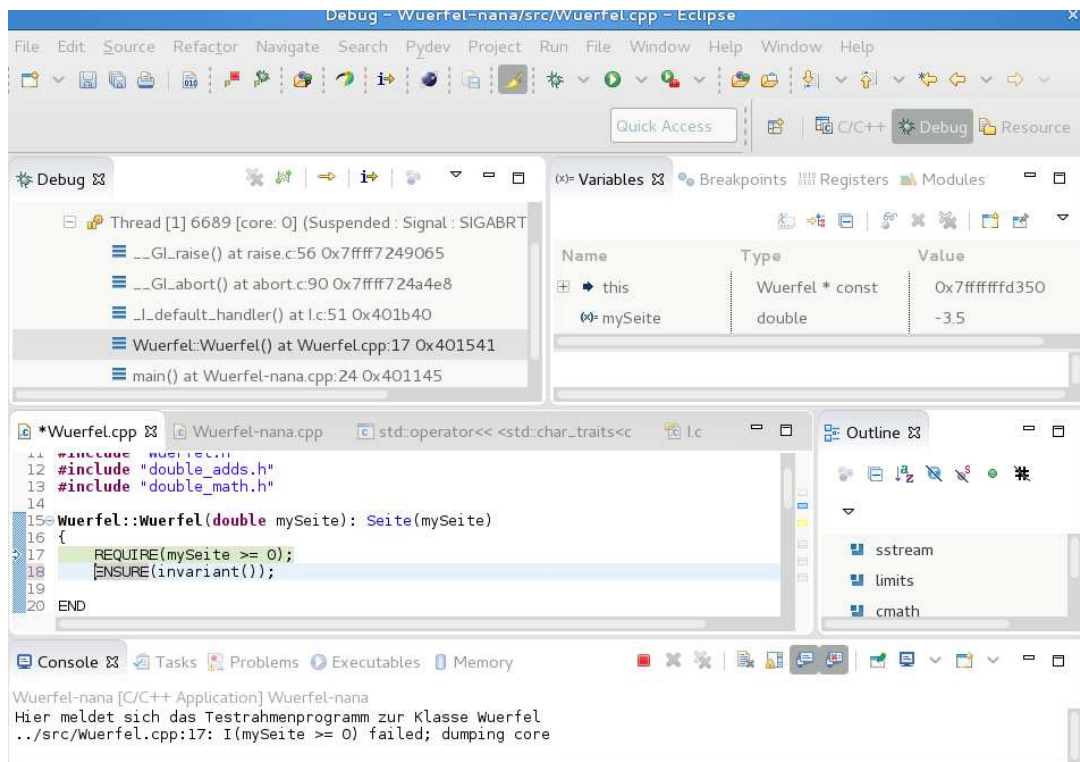 Debug - Wuerfel-nana/src/Wuerfel.cpp - Eclipse
File Edit Source Refactor Navigate Search Pydev Project Run File Window Help Window Help
Quick Access C/C++ Debug Resource
Debug
Thread [1] 6689 [core: 0] (Suspended : Signal : SIGABRT
__GI_raise() at raise.c:56 0x7ffff7249065
__GI_abort() at abort.c:90 0x7ffff724a4e8
_I_default_handler() at I.c:51 0x401b40
Wuerfel::Wuerfel() at Wuerfel.cpp:17 0x401541
main() at Wuerfel-nana.cpp:24 0x401145
(x)= Variables Breakpoints Registers Modules
Name Type Value
this Wuerfel * const 0x7fffffffd350
(x)= mySeite double -3.5
*Wuerfel.cpp Wuerfel-nana.cpp std::operator<< <std::char_traits<c I.c
11 #include "Wuerfel.h"
12 #include "double_adds.h"
13 #include "double_math.h"
14
15 Wuerfel::Wuerfel(double mySeite): Seite(mySeite)
16 {
17 REQUIRE(mySeite >= 0);
18 ENSURE(invariant());
19
20 END
Outline
sstream
limits
cmath
Console Tasks Problems Executables Memory
Wuerfel-nana [C/C++ Application] Wuerfel-nana
Hier meldet sich das Testrahmenprogramm zur Klasse Wuerfel
../src/Wuerfel.cpp:17: I(mySeite >= 0) failed; dumping core